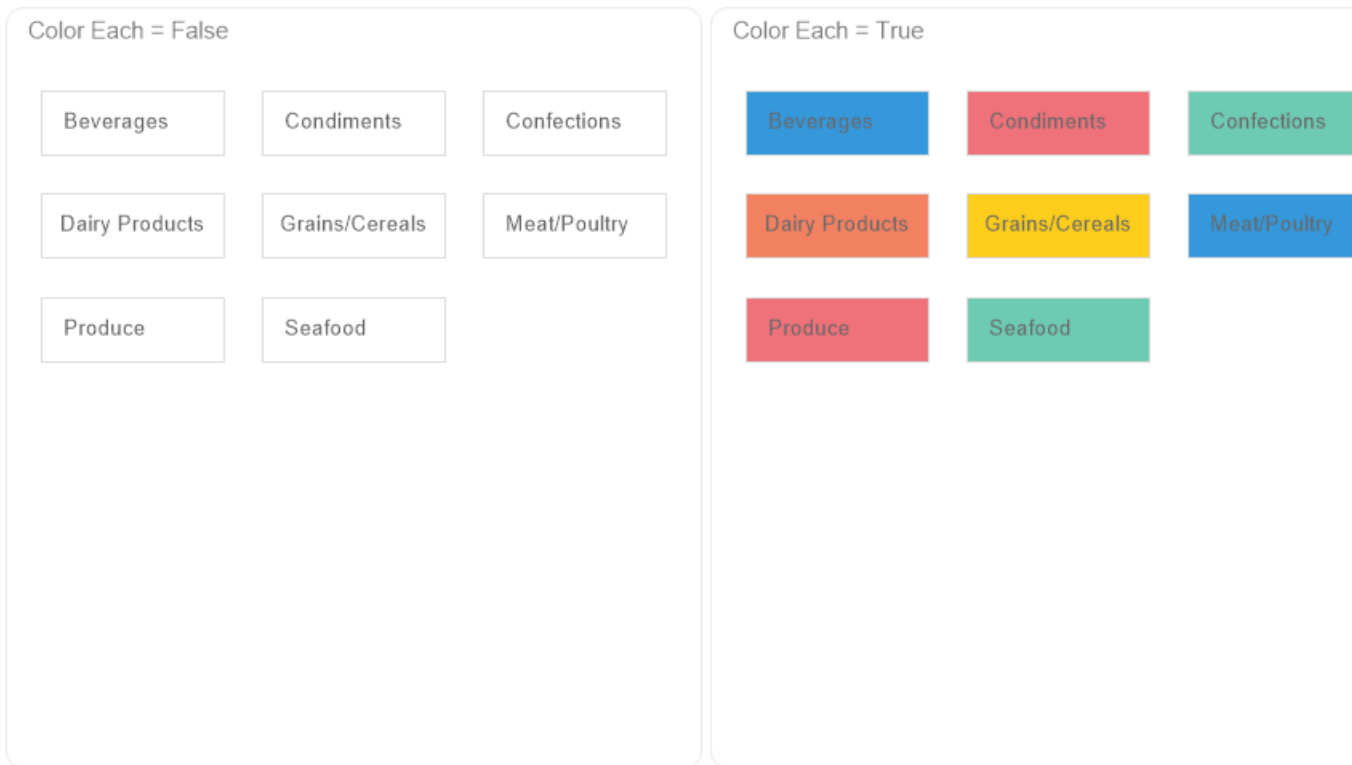 Color Each = False
Beverages
Condiments
Confections
Dairy Products
Grains/Cereals
Meat/Poultry
Produce
Seafood
Color Each = True
Beverages
Condiments
Confections
Dairy Products
Grains/Cereals
Meat/Poultry
Produce
Seafood